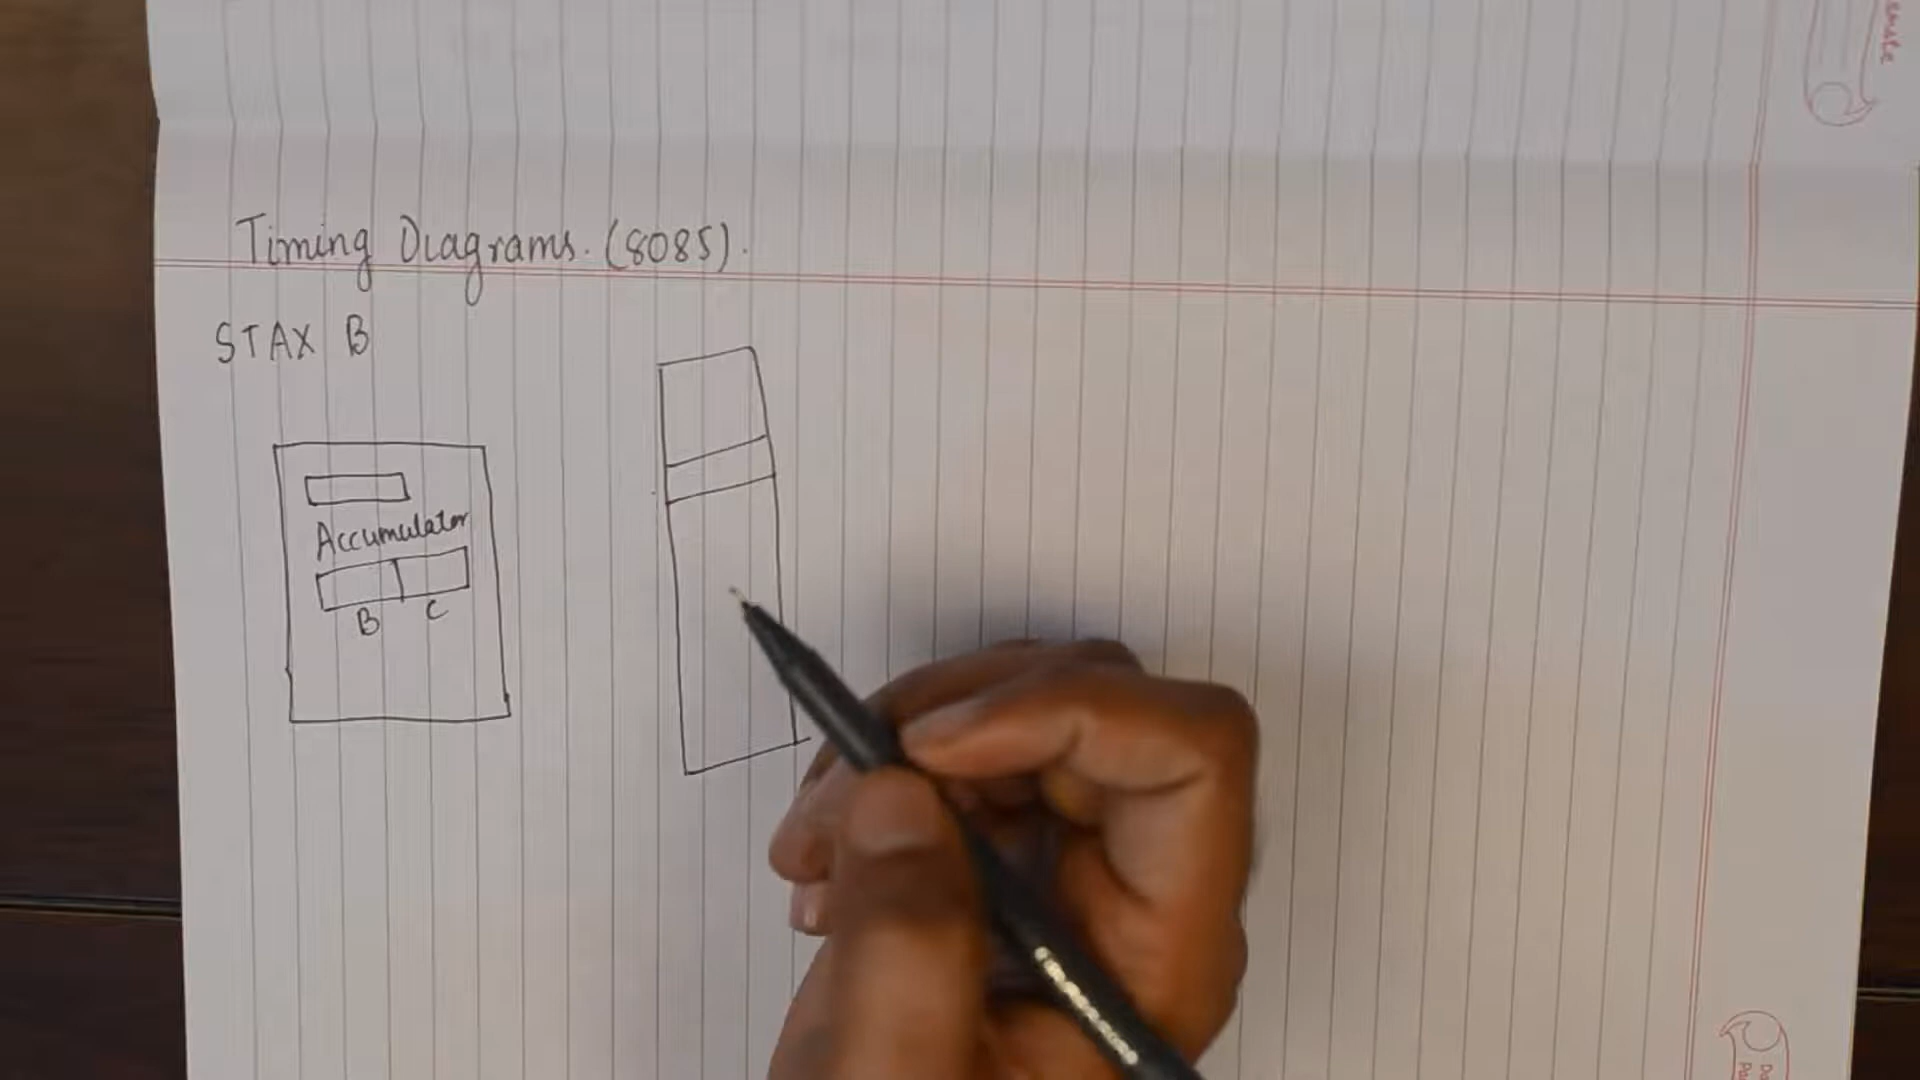 Timing Diagrams. (8085).
STAX B
Accumulator
B C